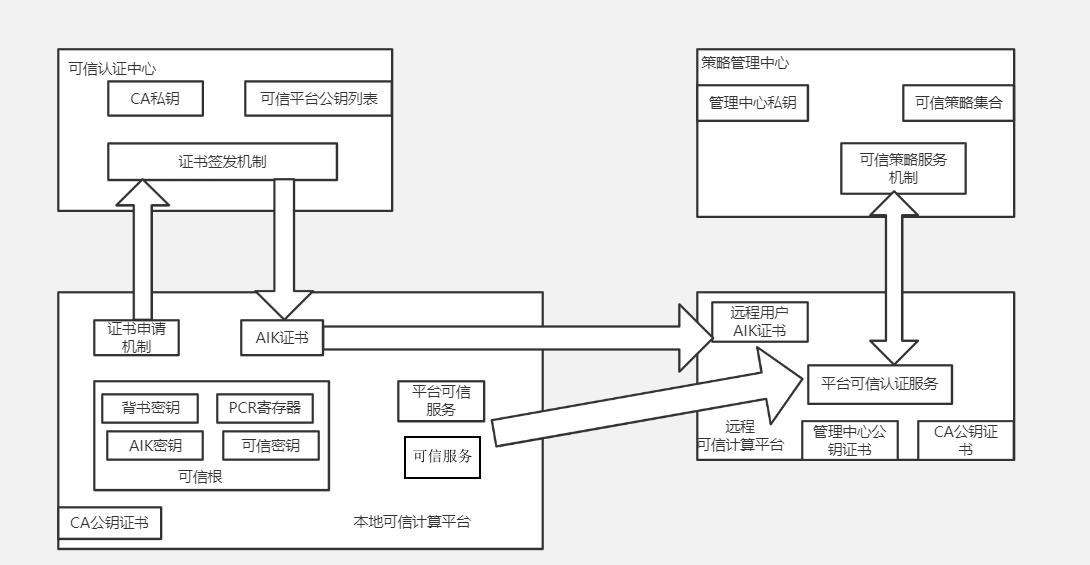 可信认证中心
CA私钥
可信平台公钥列表
证书签发机制
策略管理中心
管理中心私钥
可信策略集合
可信策略服务
机制
证书申请
机制
AIK证书
背书密钥
PCR寄存器
AIK密钥
可信密钥
可信根
平台可信
服务
可信服务
CA公钥证书
本地可信计算平台
远程用户
AIK证书
平台可信认证服务
远程
可信计算平台
管理中心公
钥证书
CA公钥证
书